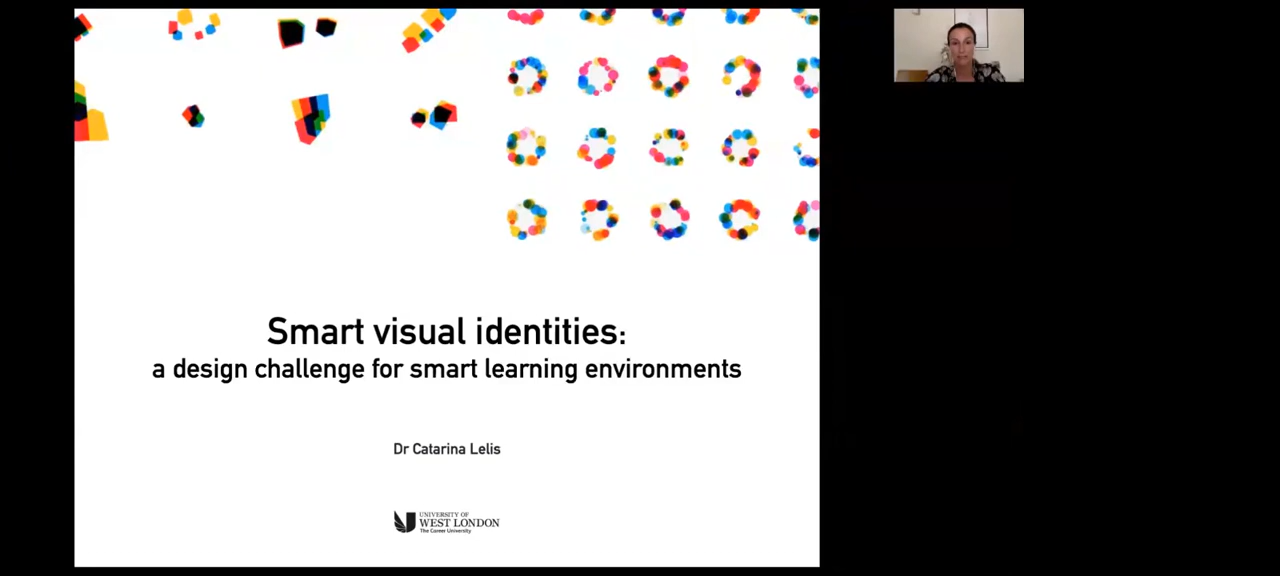 Smart visual identities:
a design challenge for smart learning environments
Dr Catarina Lelis
UNIVERSITY OF
WEST LONDON
The Career University